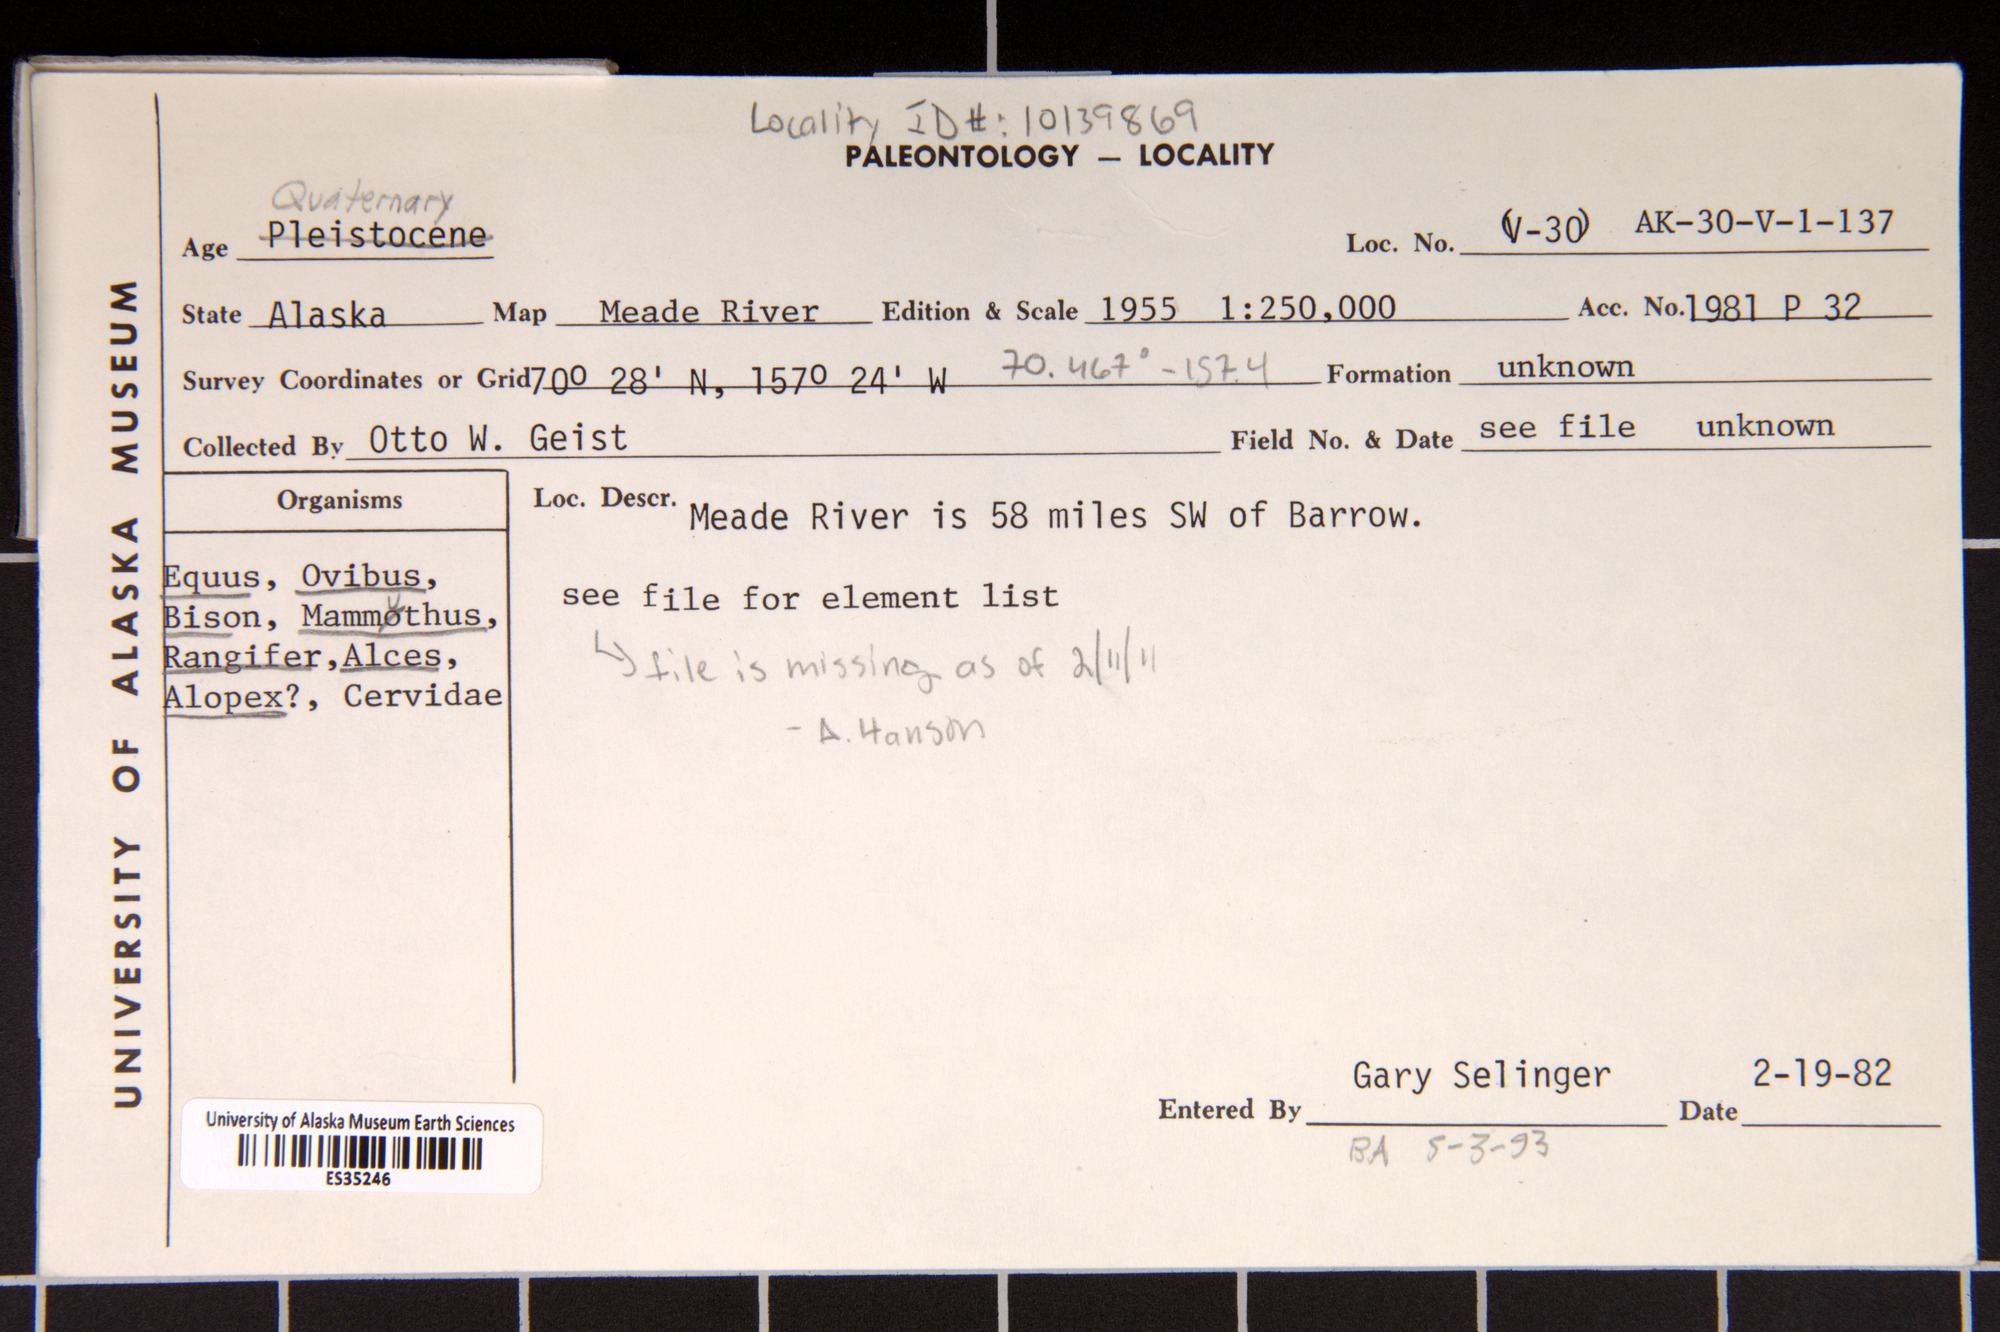 Locality ID#: 10139869
PALEONTOLOGY — LOCALITY
Quaternary
Age Pleistocene
Loc. No. (V-30) AK-30-V-1-137
State Alaska Map Meade River Edition & Scale 1955 1:250,000 Acc. No. 1981 P 32
Survey Coordinates or Grid 70º 28' N, 157º 24' W 70.467° -157.4 Formation unknown
Collected By Otto W. Geist Field No. & Date see file unknown
Organisms
Equus, Ovibus,
Bison, Mammuthus,
Rangifer, Alces,
Alopex?, Cervidae
Loc. Descr. Meade River is 58 miles SW of Barrow.
see file for element list
↳ file is missing as of 2/11/11
- A. Hanson
Entered By Gary Selinger Date 2-19-82
BA 5-3-93
UNIVERSITY OF ALASKA MUSEUM
University of Alaska Museum Earth Sciences
ES35246